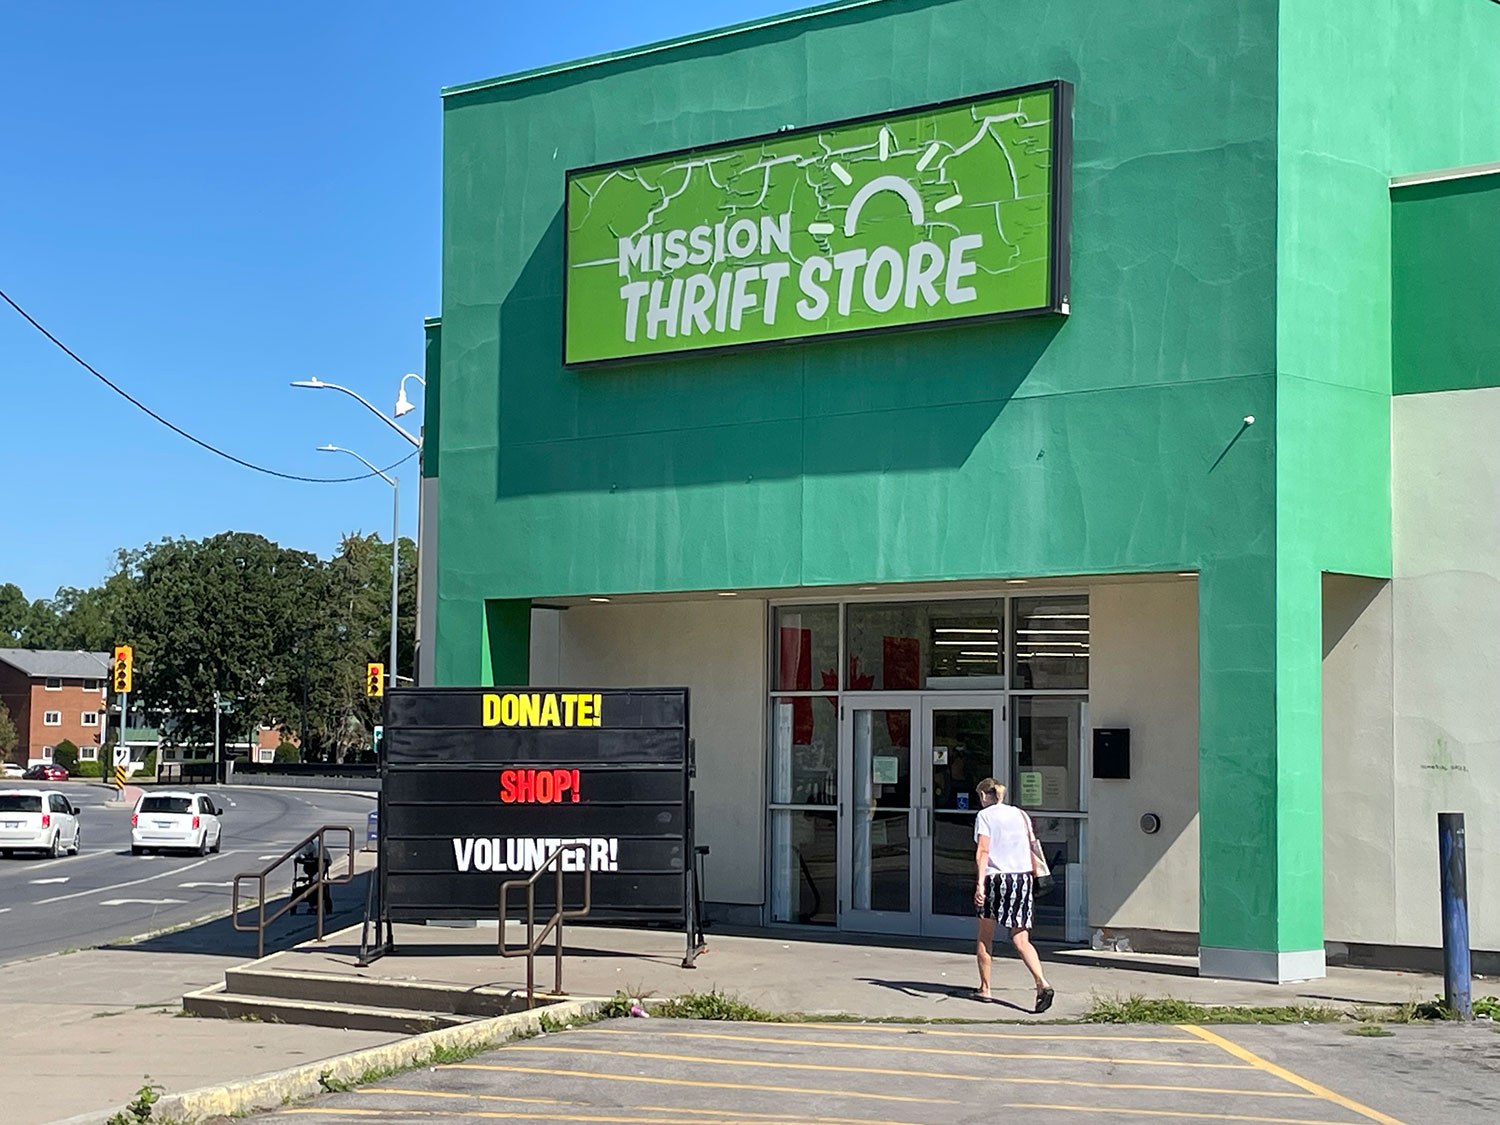 MISSION
THRIFT STORE
DONATE!
SHOP!
VOLUNTEER!